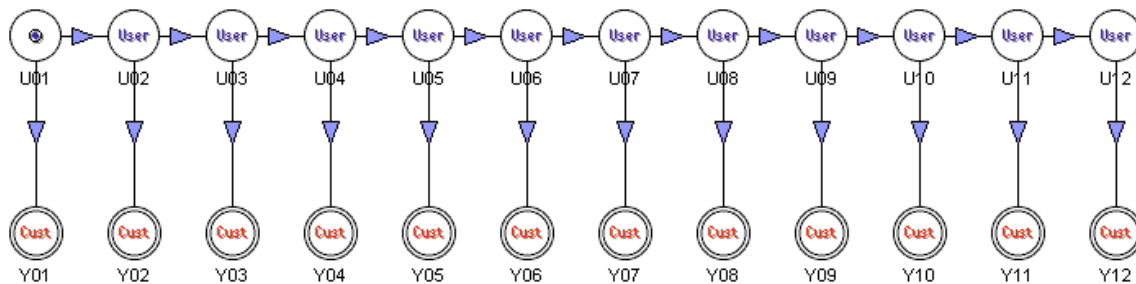 User User User User User User User User User User User
U01 U02 U03 U04 U05 U06 U07 U08 U09 U10 U11 U12
Cust Cust Cust Cust Cust Cust Cust Cust Cust Cust Cust Cust
Y01 Y02 Y03 Y04 Y05 Y06 Y07 Y08 Y09 Y10 Y11 Y12